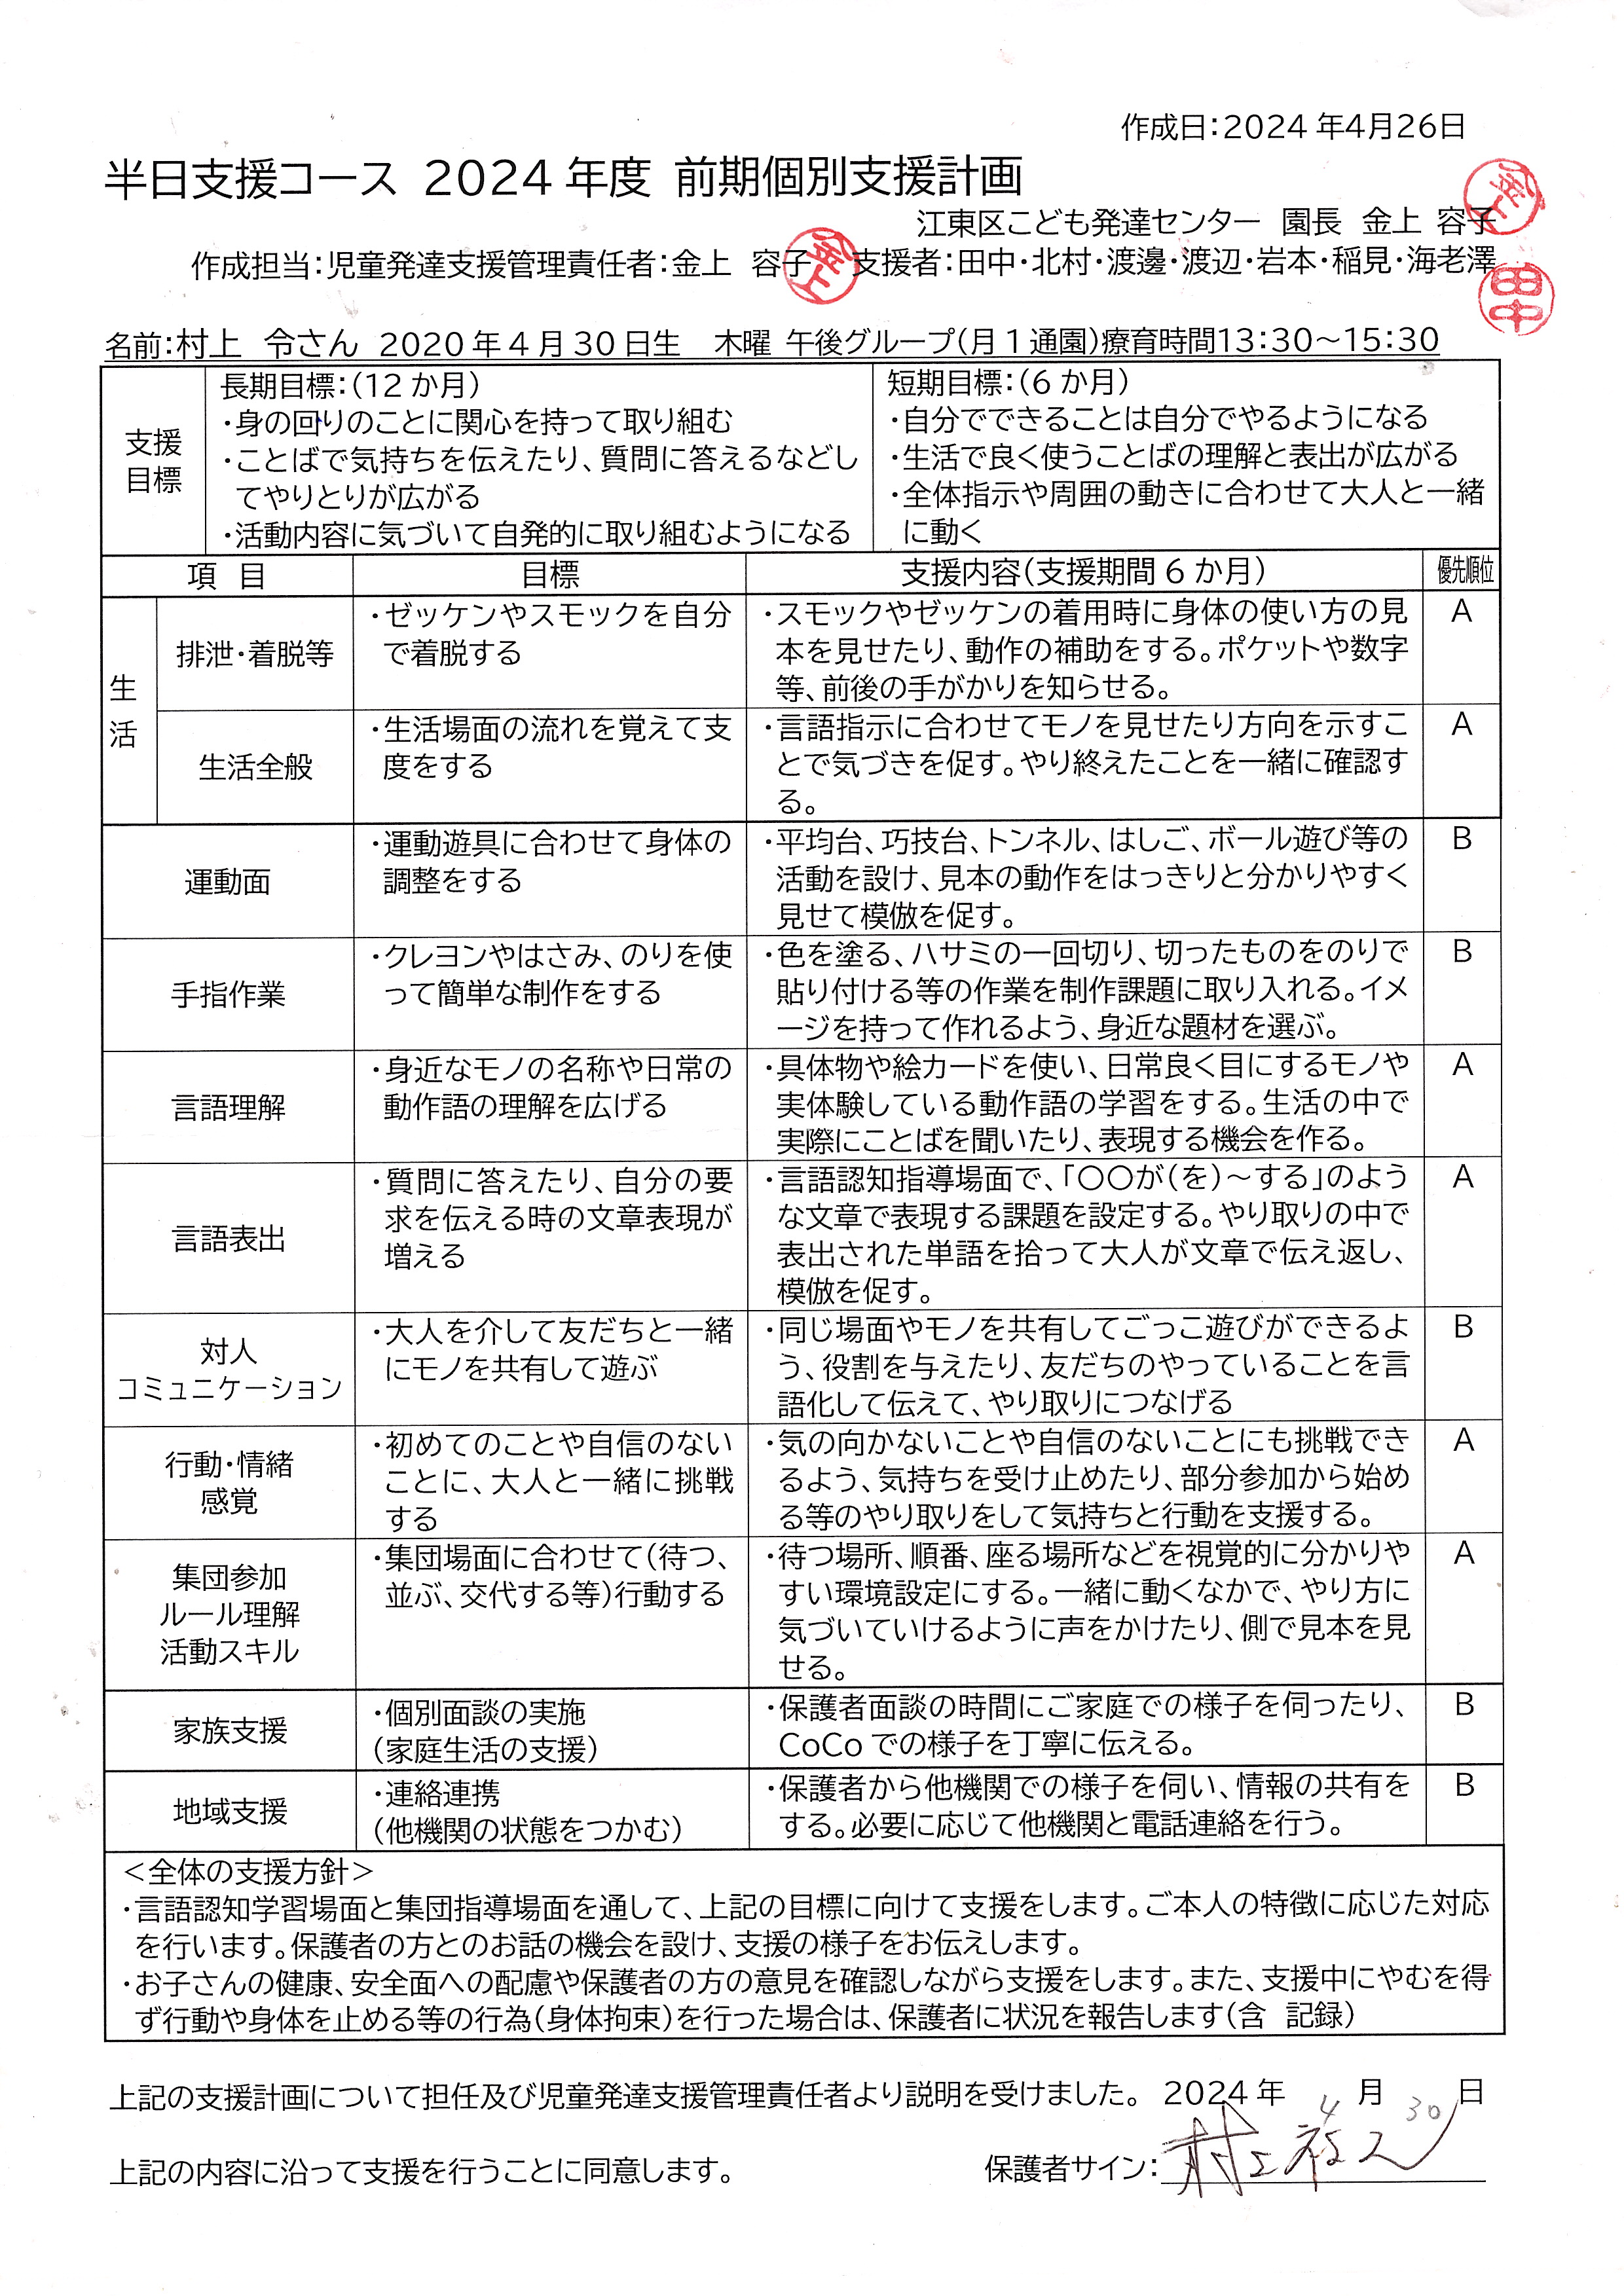 作成日：2024 年4月26日
半日支援コース 2024 年度 前期個別支援計画
江東区こども発達センター 園長 金上 容子
作成担当：児童発達支援管理責任者：金上 容子 支援者：田中・北村・渡邊・渡辺・岩本・稲見・海老澤
金上
金上
田中
名前：村上 令さん 2020 年 4 月 30 日生 木曜 午後グループ（月 1 通園）療育時間13：30～15：30
支援
目標
長期目標：（12 か月）
・身の回りのことに関心を持って取り組む
・ことばで気持ちを伝えたり、質問に答えるなどし
てやりとりが広がる
・活動内容に気づいて自発的に取り組むようになる
短期目標：（6 か月）
・自分でできることは自分でやるようになる
・生活で良く使うことばの理解と表出が広がる
・全体指示や周囲の動きに合わせて大人と一緒
に動く
項 目 目標 支援内容（支援期間 6 か月） 優先順位
生
活
排泄・着脱等
・ゼッケンやスモックを自分
で着脱する
・スモックやゼッケンの着用時に身体の使い方の見
本を見せたり、動作の補助をする。ポケットや数字
等、前後の手がかりを知らせる。
A
生活全般
・生活場面の流れを覚えて支
度をする
・言語指示に合わせてモノを見せたり方向を示すこ
とで気づきを促す。やり終えたことを一緒に確認す
る。
A
運動面
・運動遊具に合わせて身体の
調整をする
・平均台、巧技台、トンネル、はしご、ボール遊び等の
活動を設け、見本の動作をはっきりと分かりやすく
見せて模倣を促す。
B
手指作業
・クレヨンやはさみ、のりを使
って簡単な制作をする
・色を塗る、ハサミの一回切り、切ったものをのりで
貼り付ける等の作業を制作課題に取り入れる。イメ
ージを持って作れるよう、身近な題材を選ぶ。
B
言語理解
・身近なモノの名称や日常の
動作語の理解を広げる
・具体物や絵カードを使い、日常良く目にするモノや
実体験している動作語の学習をする。生活の中で
実際にことばを聞いたり、表現する機会を作る。
A
言語表出
・質問に答えたり、自分の要
求を伝える時の文章表現が
増える
・言語認知指導場面で、「〇〇が（を）～する」のよう
な文章で表現する課題を設定する。やり取りの中で
表出された単語を拾って大人が文章で伝え返し、
模倣を促す。
A
対人
コミュニケーション
・大人を介して友だちと一緒
にモノを共有して遊ぶ
・同じ場面やモノを共有してごっこ遊びができるよ
う、役割を与えたり、友だちのやっていることを言
語化して伝えて、やり取りにつなげる
B
行動・情緒
感覚
・初めてのことや自信のない
ことに、大人と一緒に挑戦
する
・気の向かないことや自信のないことにも挑戦でき
るよう、気持ちを受け止めたり、部分参加から始め
る等のやり取りをして気持ちと行動を支援する。
A
集団参加
ルール理解
活動スキル
・集団場面に合わせて（待つ、
並ぶ、交代する等）行動する
・待つ場所、順番、座る場所などを視覚的に分かりや
すい環境設定にする。一緒に動くなかで、やり方に
気づいていけるように声をかけたり、側で見本を見
せる。
A
家族支援
・個別面談の実施
（家庭生活の支援）
・保護者面談の時間にご家庭での様子を伺ったり、
CoCo での様子を丁寧に伝える。
B
地域支援
・連絡連携
（他機関の状態をつかむ）
・保護者から他機関での様子を伺い、情報の共有を
する。必要に応じて他機関と電話連絡を行う。
B
＜全体の支援方針＞
・言語認知学習場面と集団指導場面を通して、上記の目標に向けて支援をします。ご本人の特徴に応じた対応
を行います。保護者の方とのお話の機会を設け、支援の様子をお伝えします。
・お子さんの健康、安全面への配慮や保護者の方の意見を確認しながら支援をします。また、支援中にやむを得
ず行動や身体を止める等の行為（身体拘束）を行った場合は、保護者に状況を報告します（含 記録）
上記の支援計画について担任及び児童発達支援管理責任者より説明を受けました。 2024 年 4 月 30 日
上記の内容に沿って支援を行うことに同意します。 保護者サイン： 村上